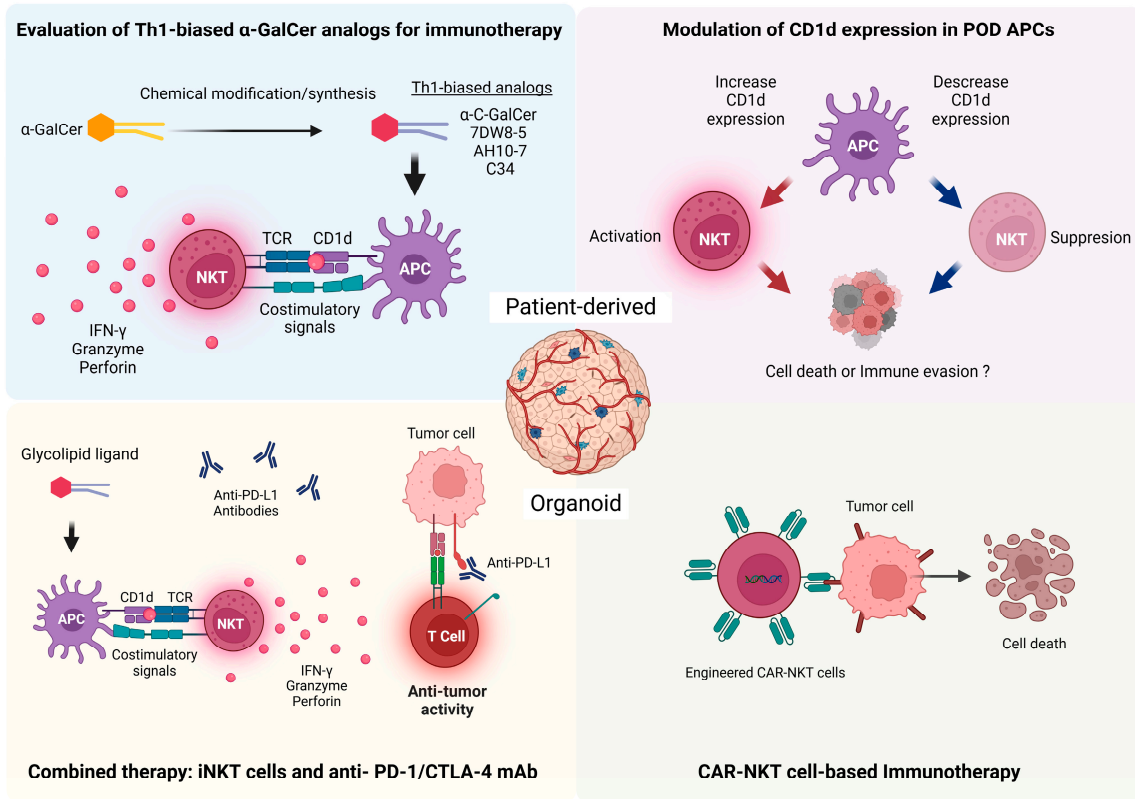 Evaluation of Th1-biased α-GalCer analogs for immunotherapy
Chemical modification/synthesis
α-GalCer
Th1-biased analogs
α-C-GalCer
7DW8-5
AH10-7
C34
TCR
CD1d
NKT
APC
Costimulatory
signals
IFN-γ
Granzyme
Perforin
Modulation of CD1d expression in POD APCs
Increase
CD1d
expression
Descrease
CD1d
expression
APC
Activation
NKT
NKT
Suppresion
Cell death or Immune evasion ?
Patient-derived
Organoid
Glycolipid ligand
Anti-PD-L1
Antibodies
Tumor cell
Anti-PD-L1
APC
CD1d
TCR
NKT
Costimulatory
signals
IFN-γ
Granzyme
Perforin
T Cell
Anti-tumor
activity
Combined therapy: iNKT cells and anti- PD-1/CTLA-4 mAb
Tumor cell
Engineered CAR-NKT cells
Cell death
CAR-NKT cell-based Immunotherapy